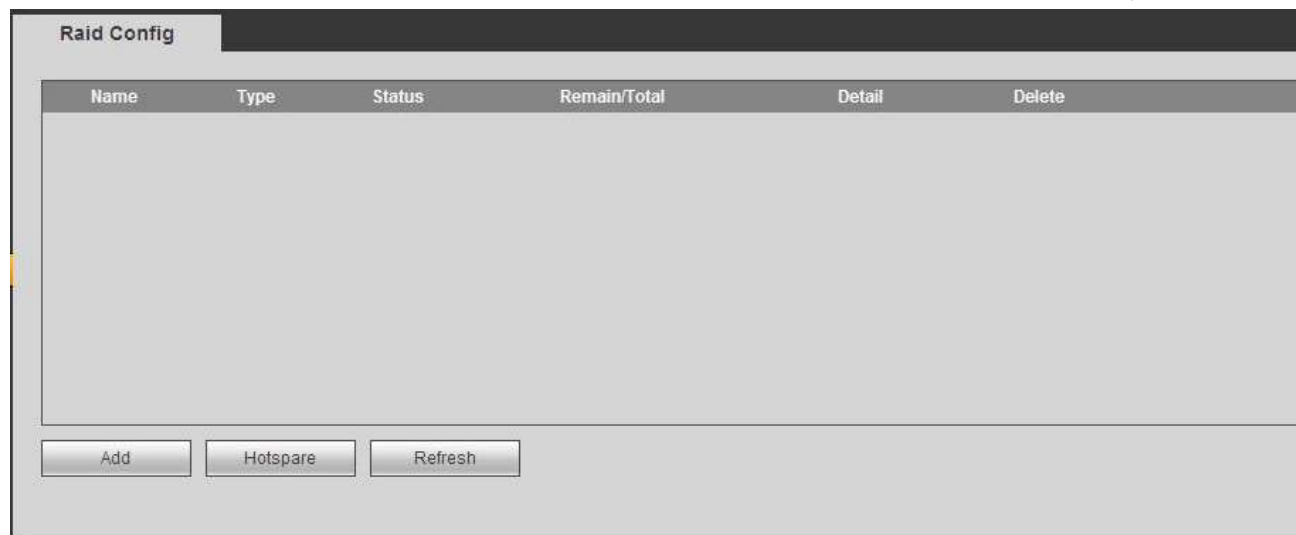 Raid Config
Name Type Status Remain/Total Detail Delete
Add Hotspare Refresh